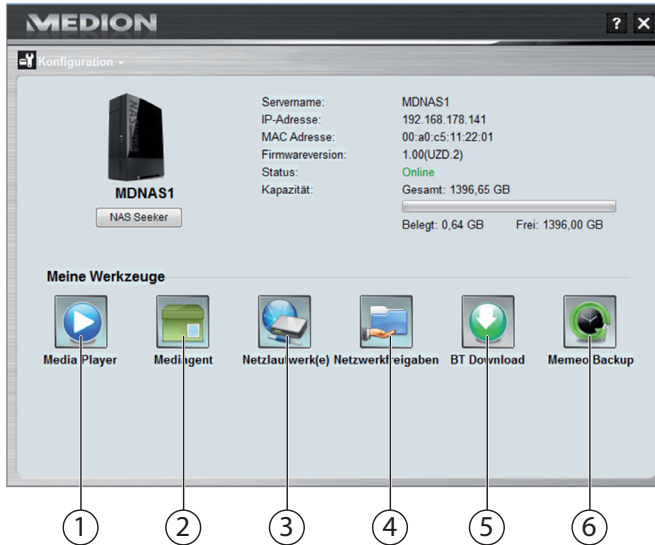 MEDION
? X
Konfiguration
Servername: MDNAS1
IP-Adresse: 192.168.178.141
MAC Adresse: 00:a0:c5:11:22:01
Firmwareversion: 1.00(UZD.2)
Status: Online
Kapazität: Gesamt: 1396,65 GB
Belegt: 0,64 GB Frei: 1396,00 GB
MDNAS1
NAS Seeker
Meine Werkzeuge
Media Player Mediagent Netzlaufwerk(e) Netzwerkfreigaben BT Download Memeo Backup
1 2 3 4 5 6